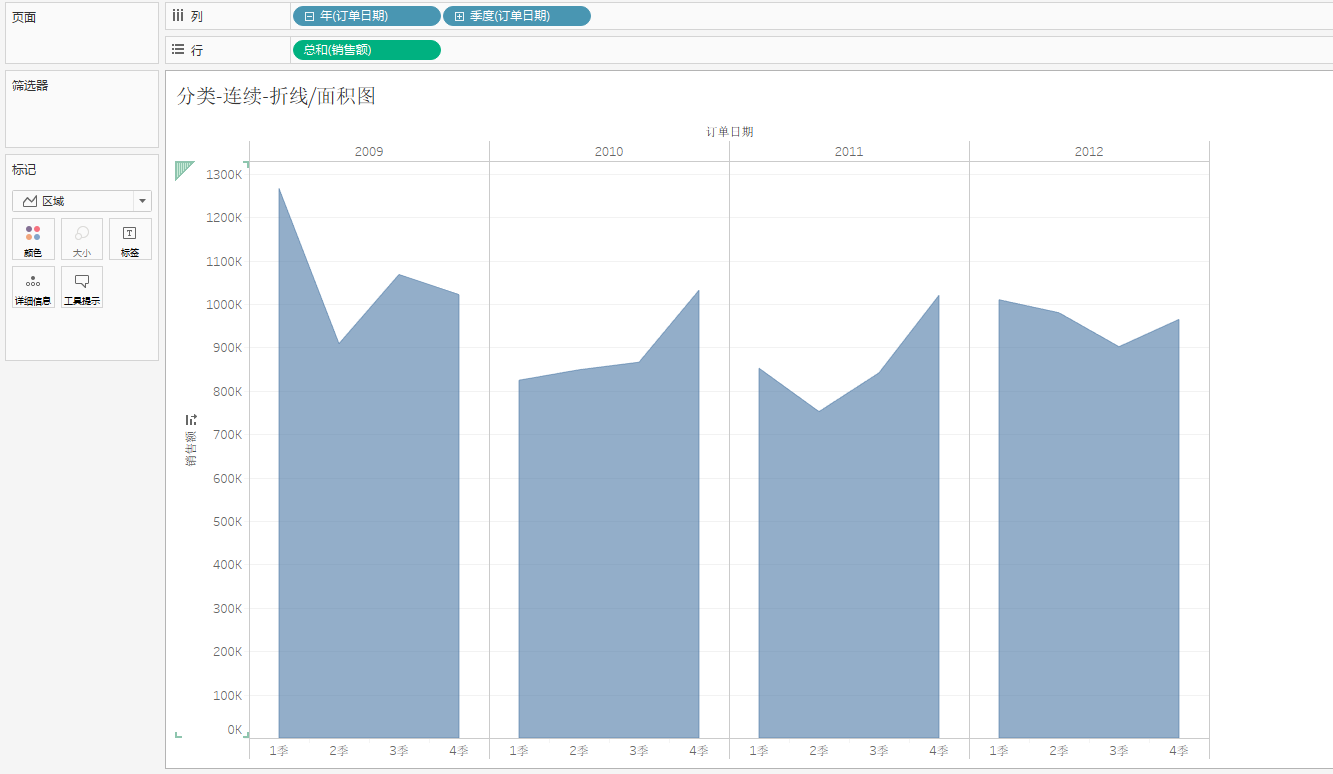 页面
列
年(订单日期)
季度(订单日期)
行
总和(销售额)
筛选器
标记
区域
颜色
大小
标签
详细信息
工具提示
分类-连续-折线/面积图
订单日期
2009
2010
2011
2012
1300K
1200K
1100K
1000K
900K
800K
700K
600K
500K
400K
300K
200K
100K
0K
销售额
1季 2季 3季 4季 1季 2季 3季 4季 1季 2季 3季 4季 1季 2季 3季 4季